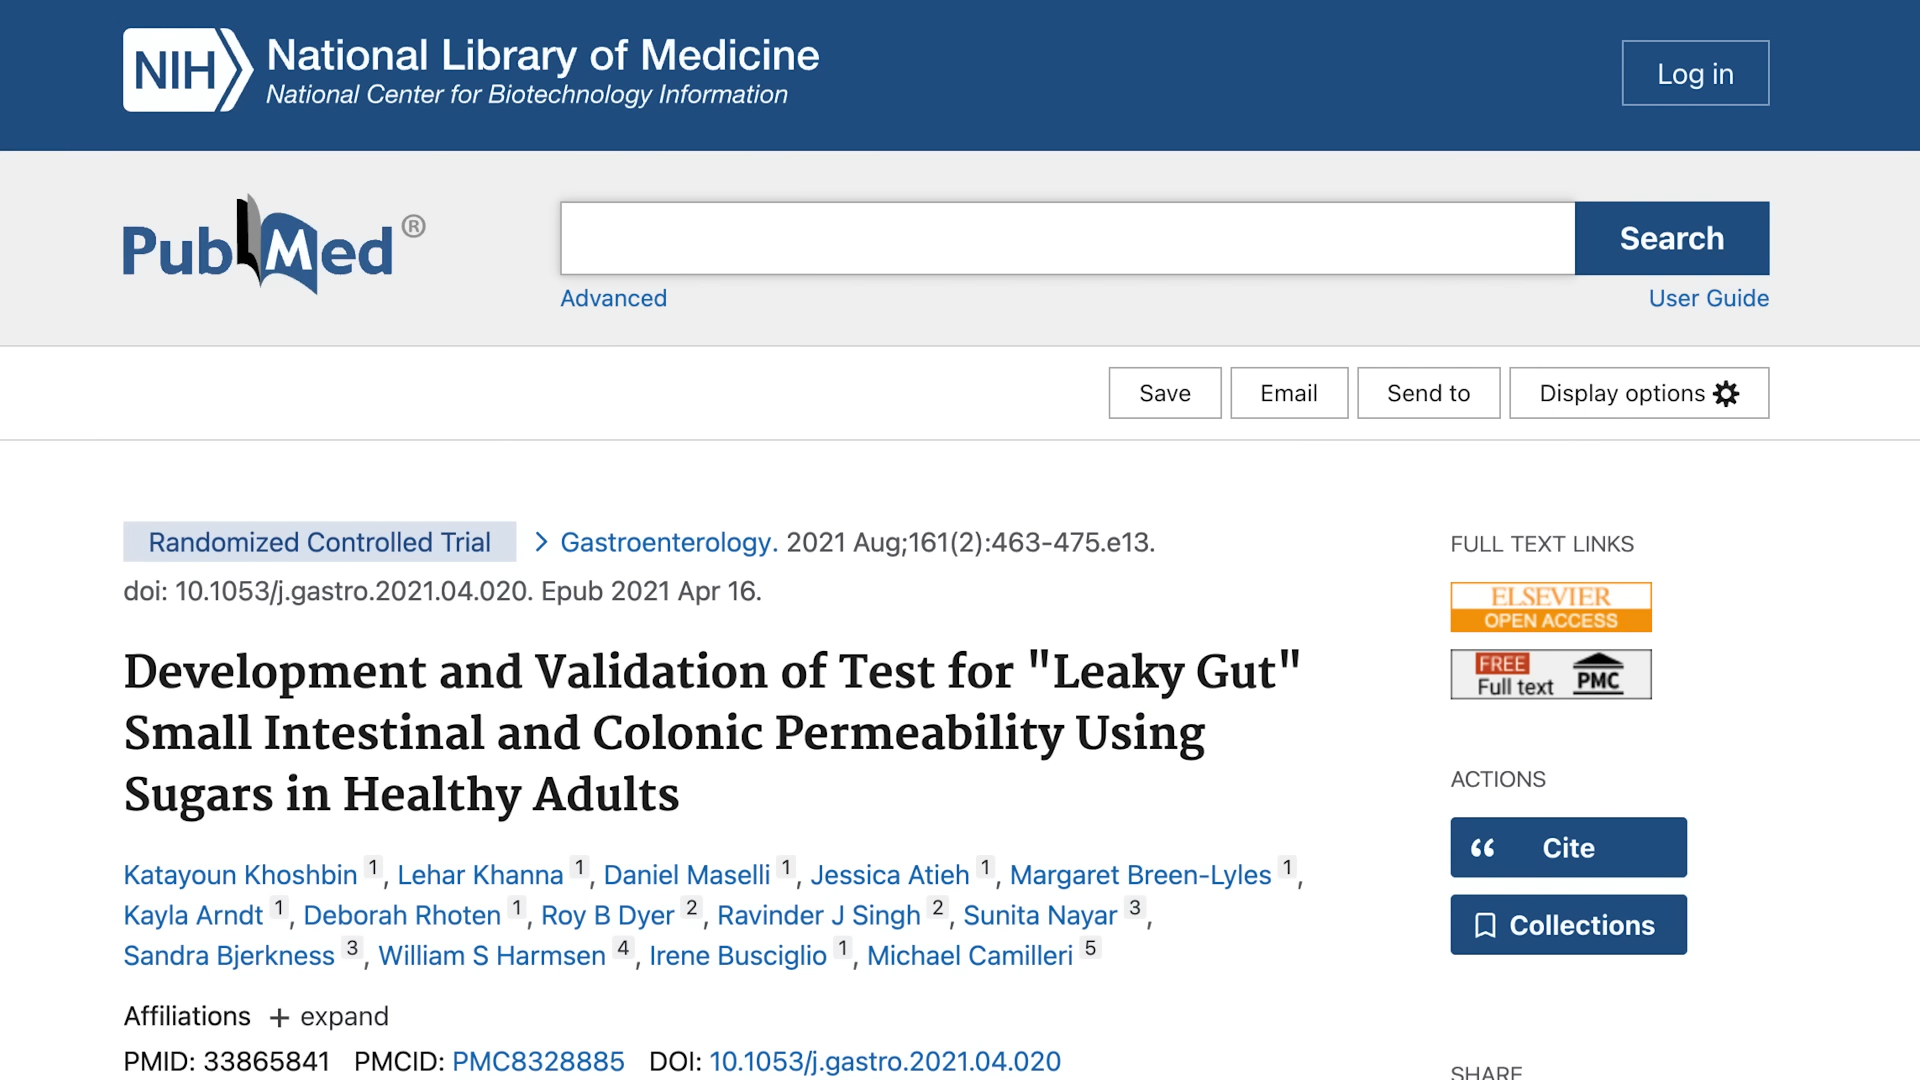 NIH National Library of Medicine
National Center for Biotechnology Information
Log in
PubMed®
Search
Advanced
User Guide
Save
Email
Send to
Display options
Randomized Controlled Trial
Gastroenterology. 2021 Aug;161(2):463-475.e13.
doi: 10.1053/j.gastro.2021.04.020. Epub 2021 Apr 16.
Development and Validation of Test for "Leaky Gut"
Small Intestinal and Colonic Permeability Using
Sugars in Healthy Adults
Katayoun Khoshbin 1, Lehar Khanna 1, Daniel Maselli 1, Jessica Atieh 1, Margaret Breen-Lyles 1,
Kayla Arndt 1, Deborah Rhoten 1, Roy B Dyer 2, Ravinder J Singh 2, Sunita Nayar 3,
Sandra Bjerkness 3, William S Harmsen 4, Irene Busciglio 1, Michael Camilleri 5
Affiliations + expand
PMID: 33865841 PMCID: PMC8328885 DOI: 10.1053/j.gastro.2021.04.020
FULL TEXT LINKS
ELSEVIER
OPEN ACCESS
FREE
Full text PMC
ACTIONS
Cite
Collections
SHARE